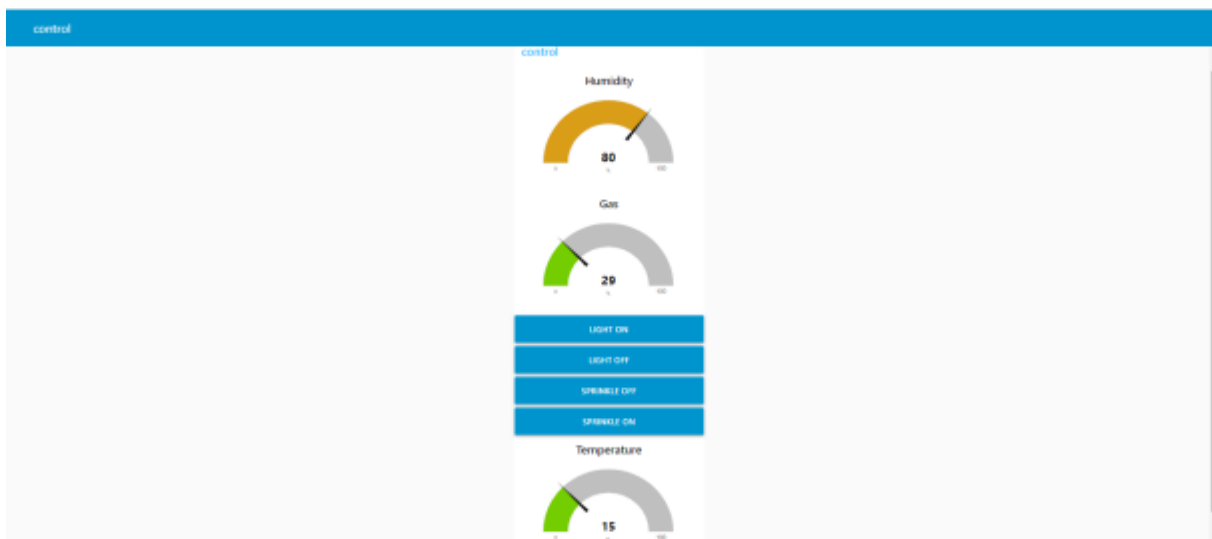 control
control
Humidity
80
Gas
29
LIGHT ON
LIGHT OFF
SPRINKLE OFF
SPRINKLE ON
Temperature
15